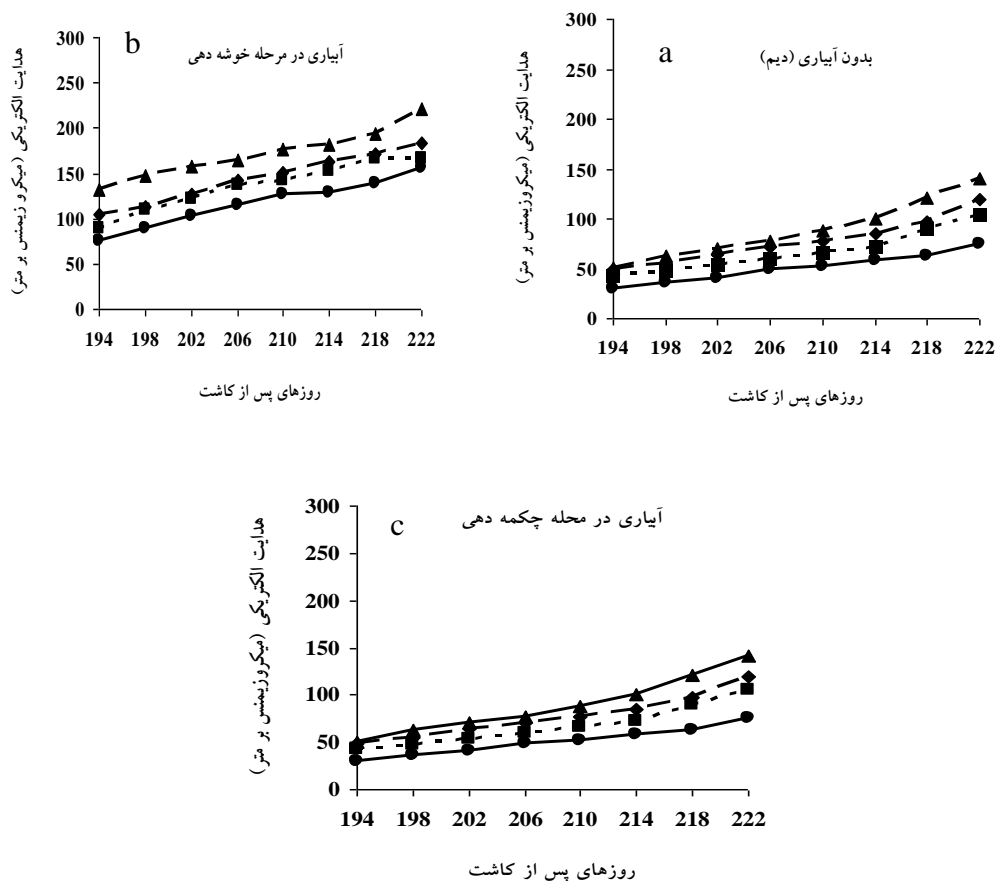 a
بدون آبیاری (دیم)
هدایت الکتریکی (میکروزیمنس بر متر)
300
250
200
150
100
50
0
194 198 202 206 210 214 218 222
روزهای پس از کاشت
b
آبیاری در مرحله خوشه دهی
هدایت الکتریکی (میکرو زیمنس بر متر)
300
250
200
150
100
50
0
194 198 202 206 210 214 218 222
روزهای پس از کاشت
c
آبیاری در محله چکمه دهی
هدایت الکتریکی (میکروزیمنس بر متر)
300
250
200
150
100
50
0
194 198 202 206 210 214 218 222
روزهای پس از کاشت